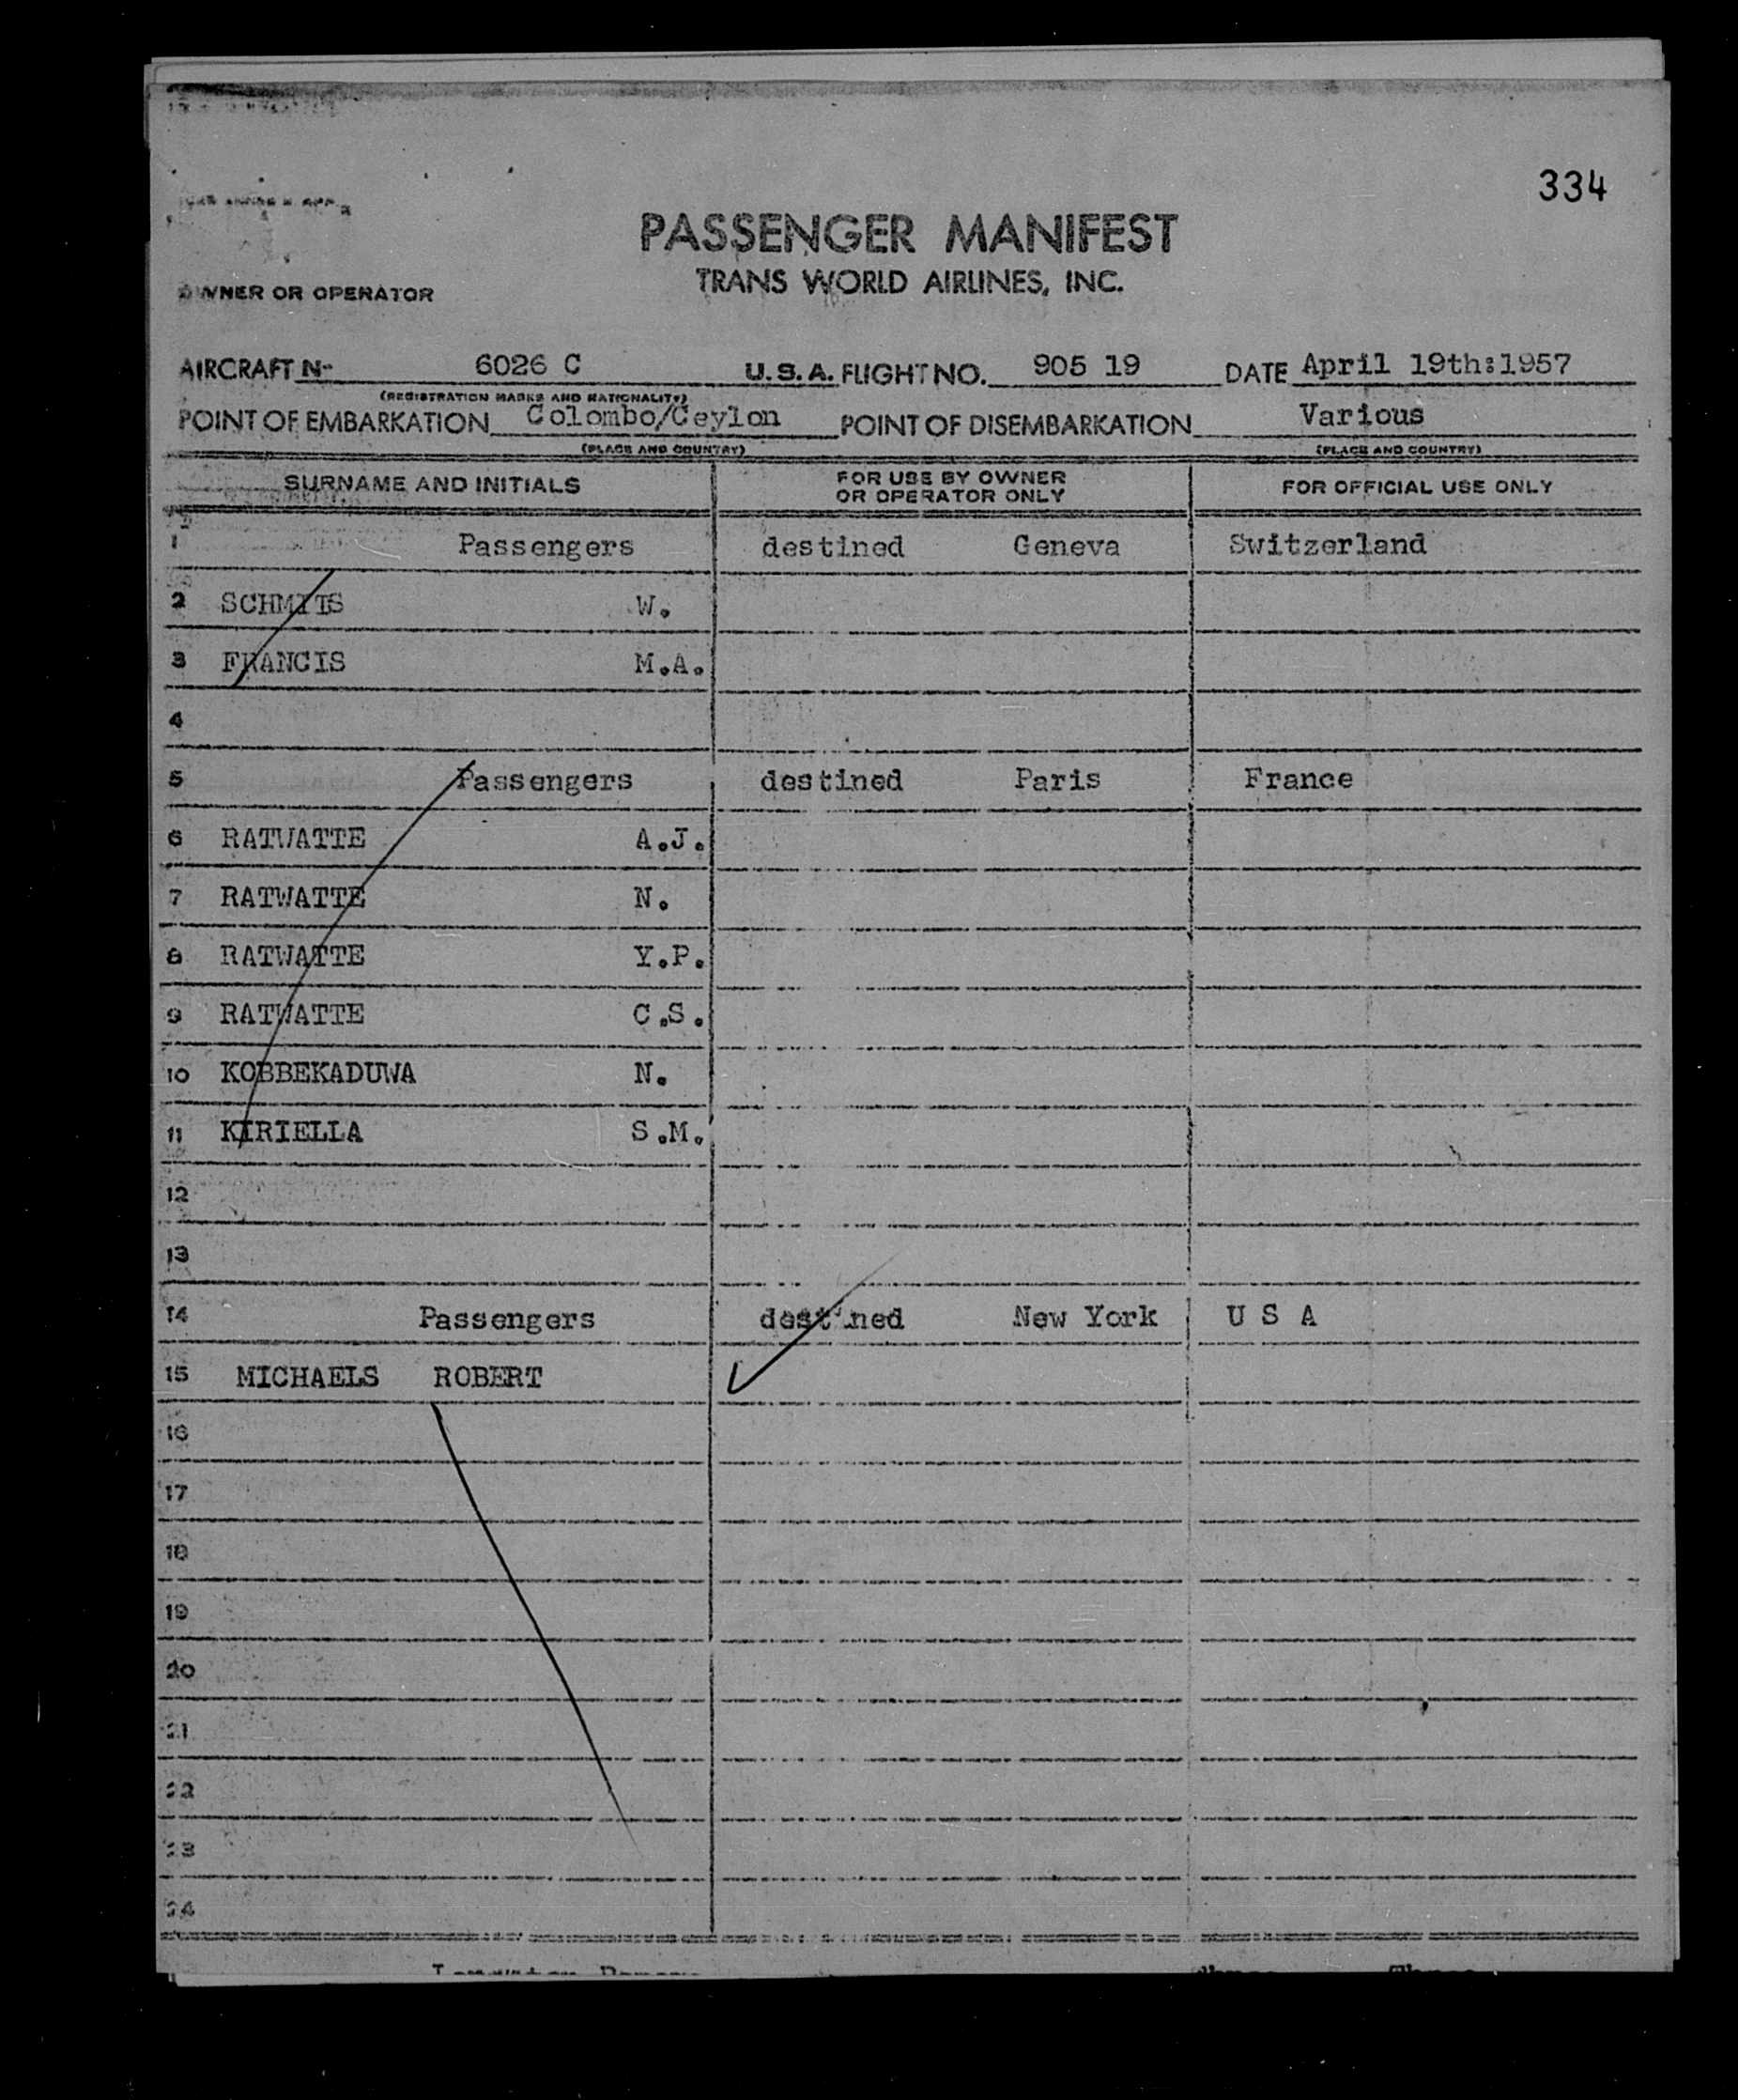 334
PASSENGER MANIFEST
TRANS WORLD AIRLINES, INC.
OWNER OR OPERATOR
AIRCRAFT N- 6026 C U.S.A. FLIGHT NO. 905 19 DATE April 19th:1957
(REGISTRATION MARKS AND NATIONALITY)
POINT OF EMBARKATION Colombo/Ceylon POINT OF DISEMBARKATION Various
(PLACE AND COUNTRY) (PLACE AND COUNTRY)
SURNAME AND INITIALS FOR USE BY OWNER OR OPERATOR ONLY FOR OFFICIAL USE ONLY
1 Passengers destined Geneva Switzerland
2 SCHMITS W.
3 FRANCIS M.A.
4
5 Passengers destined Paris France
6 RATWATTE A.J.
7 RATWATTE N.
8 RATWATTE Y.P.
9 RATWATTE C.S.
10 KOBBEKADUWA N.
11 KIRIELLA S.M.
12
13
14 Passengers destined New York U S A
15 MICHAELS ROBERT
16
17
18
19
20
21
22
23
24